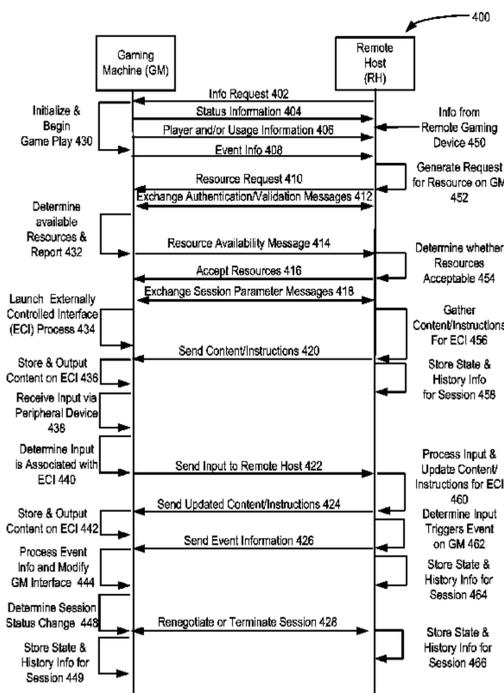 400
Gaming
Machine (GM)
Remote
Host
(RH)
Info Request 402
Status Information 404
Initialize &
Begin
Game Play 430
Player and/or Usage Information 406
Info from
Remote Gaming
Device 450
Event Info 408
Resource Request 410
Generate Request
for Resource on GM
452
Exchange Authentication/Validation Messages 412
Determine
available
Resources &
Report 432
Resource Availability Message 414
Determine whether
Resources
Acceptable 454
Accept Resources 416
Exchange Session Parameter Messages 418
Launch Externally
Controlled Interface
(ECI) Process 434
Gather
Content/Instructions
For ECI 456
Send Content/Instructions 420
Store & Output
Content on ECI 436
Store State &
History Info
for Session 458
Receive Input via
Peripheral Device
438
Determine Input
is Associated with
ECI 440
Send Input to Remote Host 422
Process Input &
Update Content/
Instructions for ECI
460
Send Updated Content/Instructions 424
Store & Output
Content on ECI 442
Determine Input
Triggers Event
on GM 462
Send Event Information 426
Process Event
Info and Modify
GM Interface 444
Store State &
History Info for
Session 464
Determine Session
Status Change 448
Renegotiate or Terminate Session 428
Store State &
History Info for
Session 466
Store State &
History Info for
Session 449